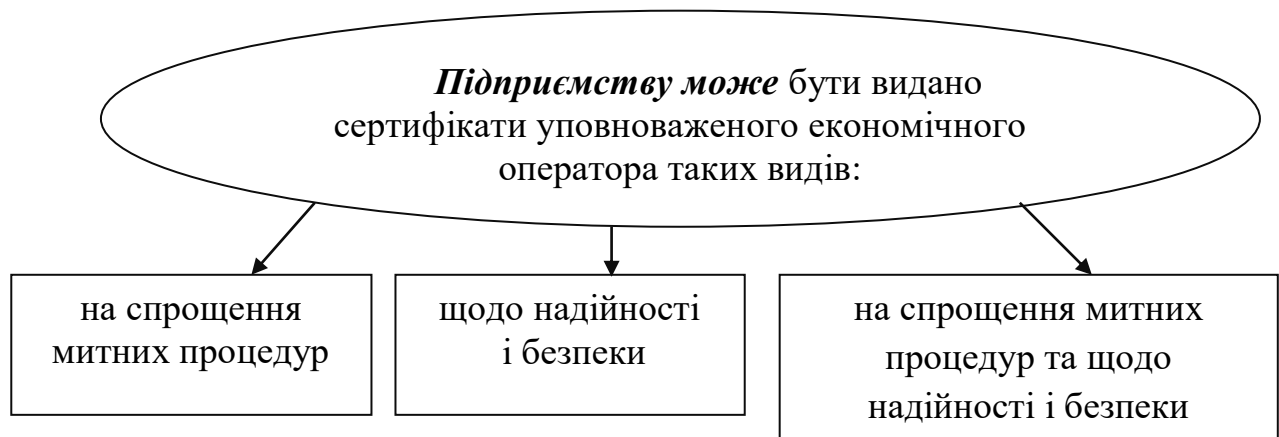 Підприємству може бути видано
сертифікати уповноваженого економічного
оператора таких видів:
на спрощення
митних процедур
щодо надійності
і безпеки
на спрощення митних
процедур та щодо
надійності і безпеки